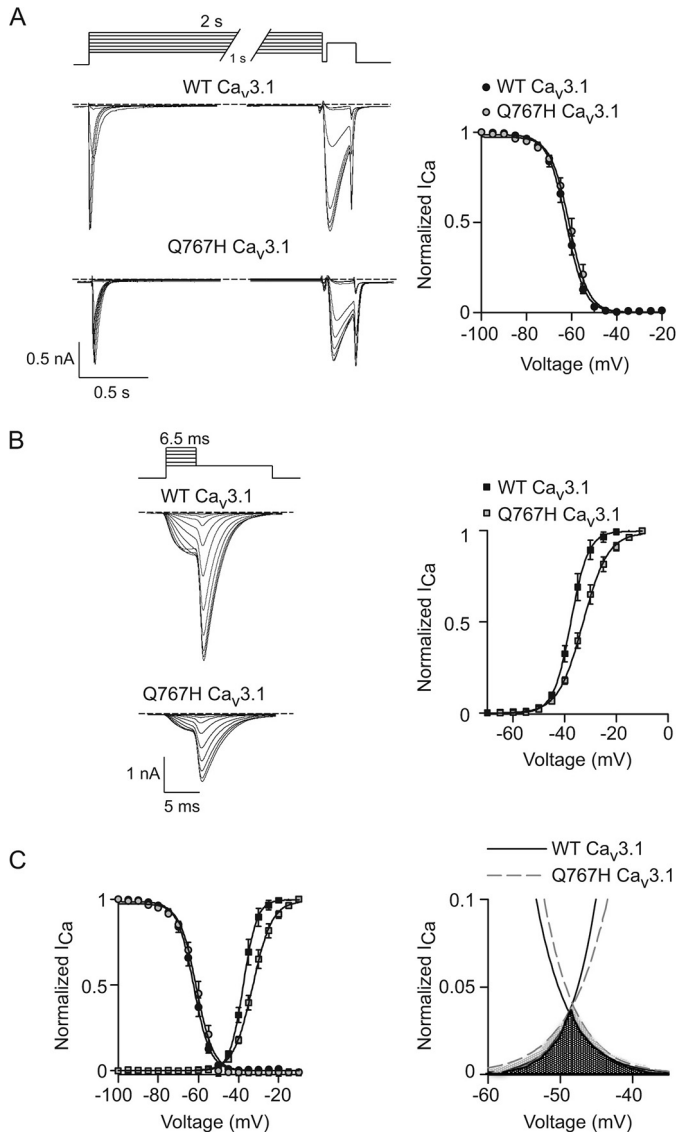 A
2 s
1 s
WT Cav3.1
Q767H Cav3.1
0.5 nA
0.5 s
WT Cav3.1
Q767H Cav3.1
Normalized ICa
1
0.5
0
-100 -80 -60 -40 -20
Voltage (mV)
B
6.5 ms
WT Cav3.1
Q767H Cav3.1
1 nA
5 ms
WT Cav3.1
Q767H Cav3.1
Normalized ICa
1
0.5
0
-60 -40 -20 0
Voltage (mV)
C
Normalized ICa
1
0.5
0
-100 -80 -60 -40 -20
Voltage (mV)
WT Cav3.1
Q767H Cav3.1
Normalized ICa
0.1
0.05
0
-60 -50 -40
Voltage (mV)